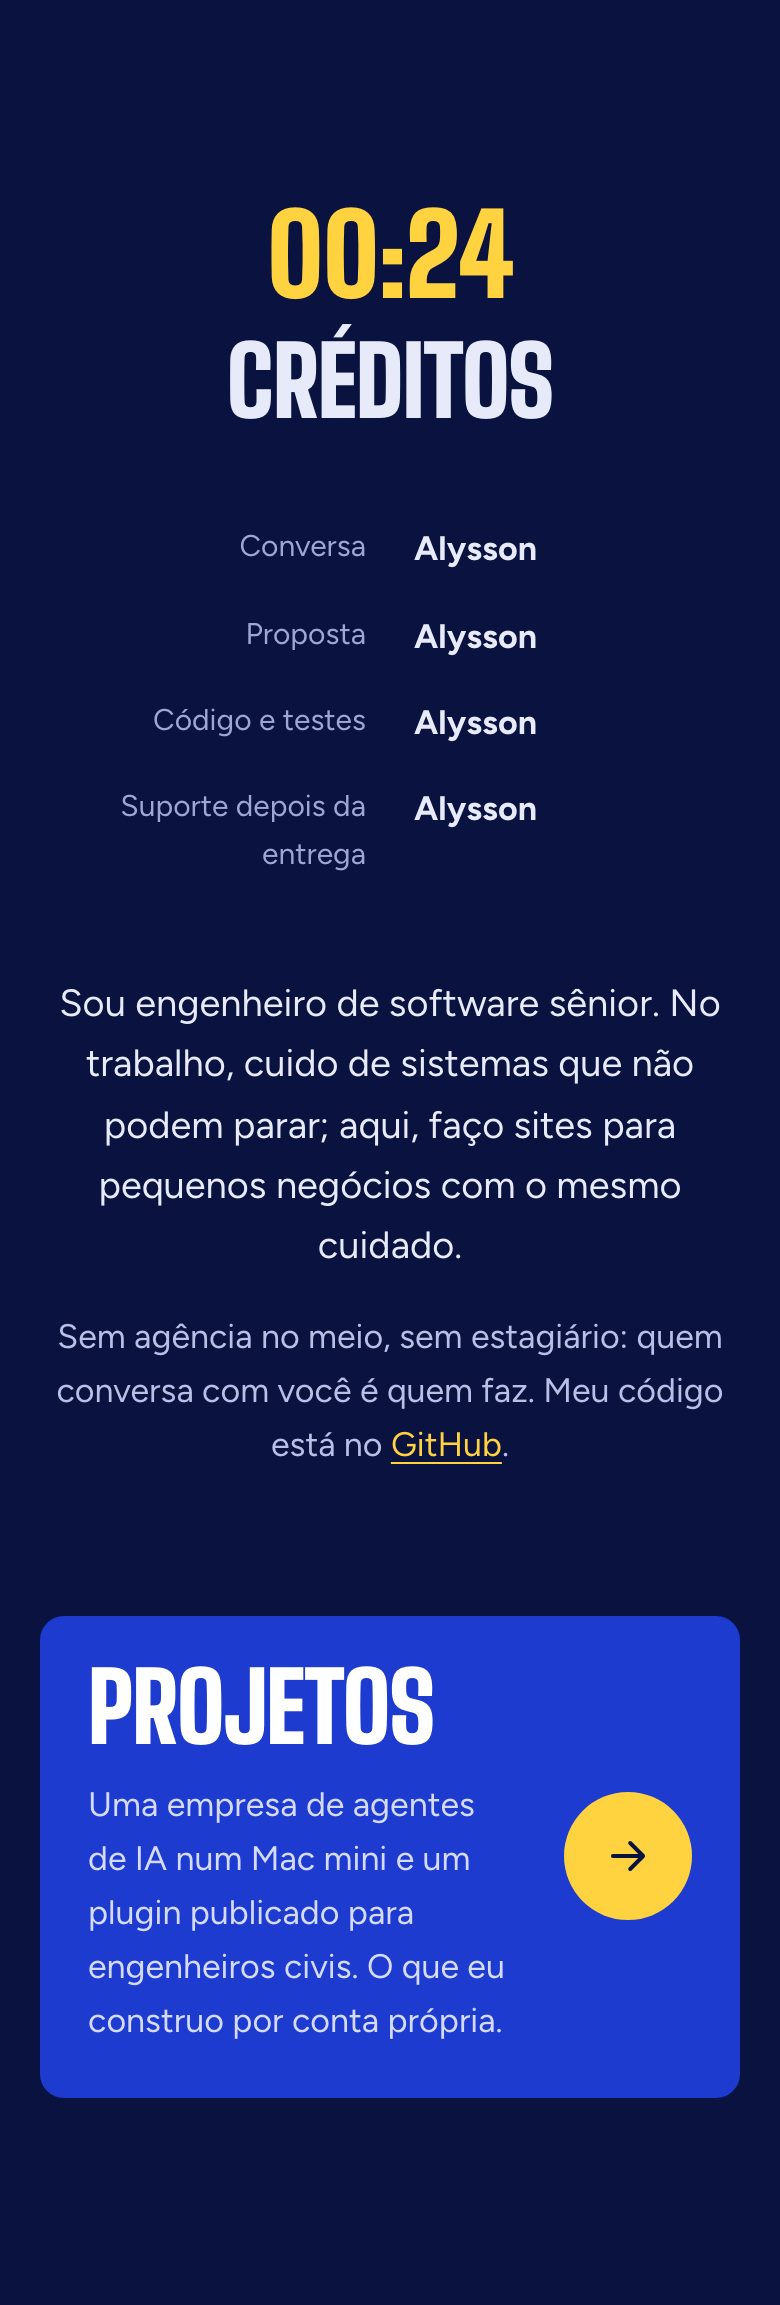 00:24
CRÉDITOS
Conversa Alysson
Proposta Alysson
Código e testes Alysson
Suporte depois da Alysson
entrega
Sou engenheiro de software sênior. No
trabalho, cuido de sistemas que não
podem parar; aqui, faço sites para
pequenos negócios com o mesmo
cuidado.
Sem agência no meio, sem estagiário: quem
conversa com você é quem faz. Meu código
está no GitHub.
PROJETOS
Uma empresa de agentes
de IA num Mac mini e um
plugin publicado para
engenheiros civis. O que eu
construo por conta própria.